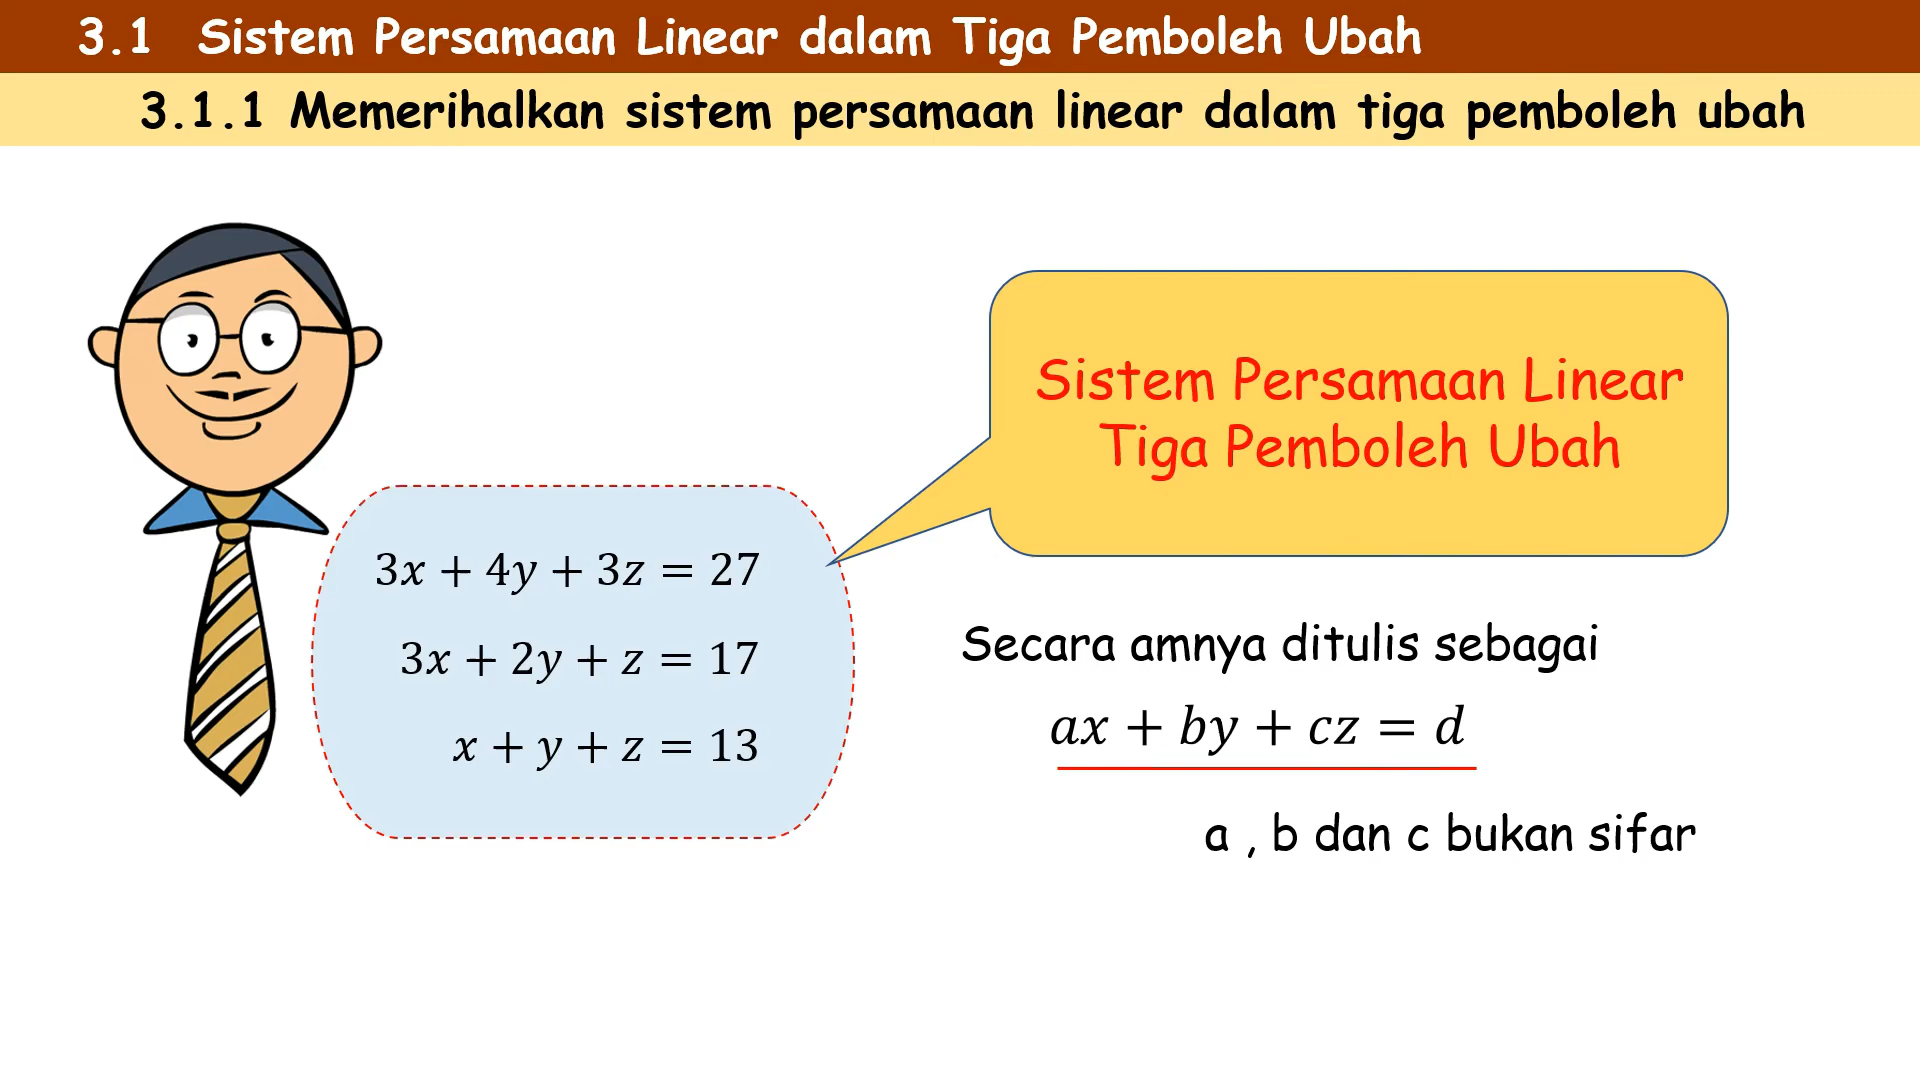 3.1 Sistem Persamaan Linear dalam Tiga Pemboleh Ubah
3.1.1 Memerihalkan sistem persamaan linear dalam tiga pemboleh ubah
Sistem Persamaan Linear
Tiga Pemboleh Ubah
3x + 4y + 3z = 27
3x + 2y + z = 17
x + y + z = 13
Secara amnya ditulis sebagai
ax + by + cz = d
a , b dan c bukan sifar